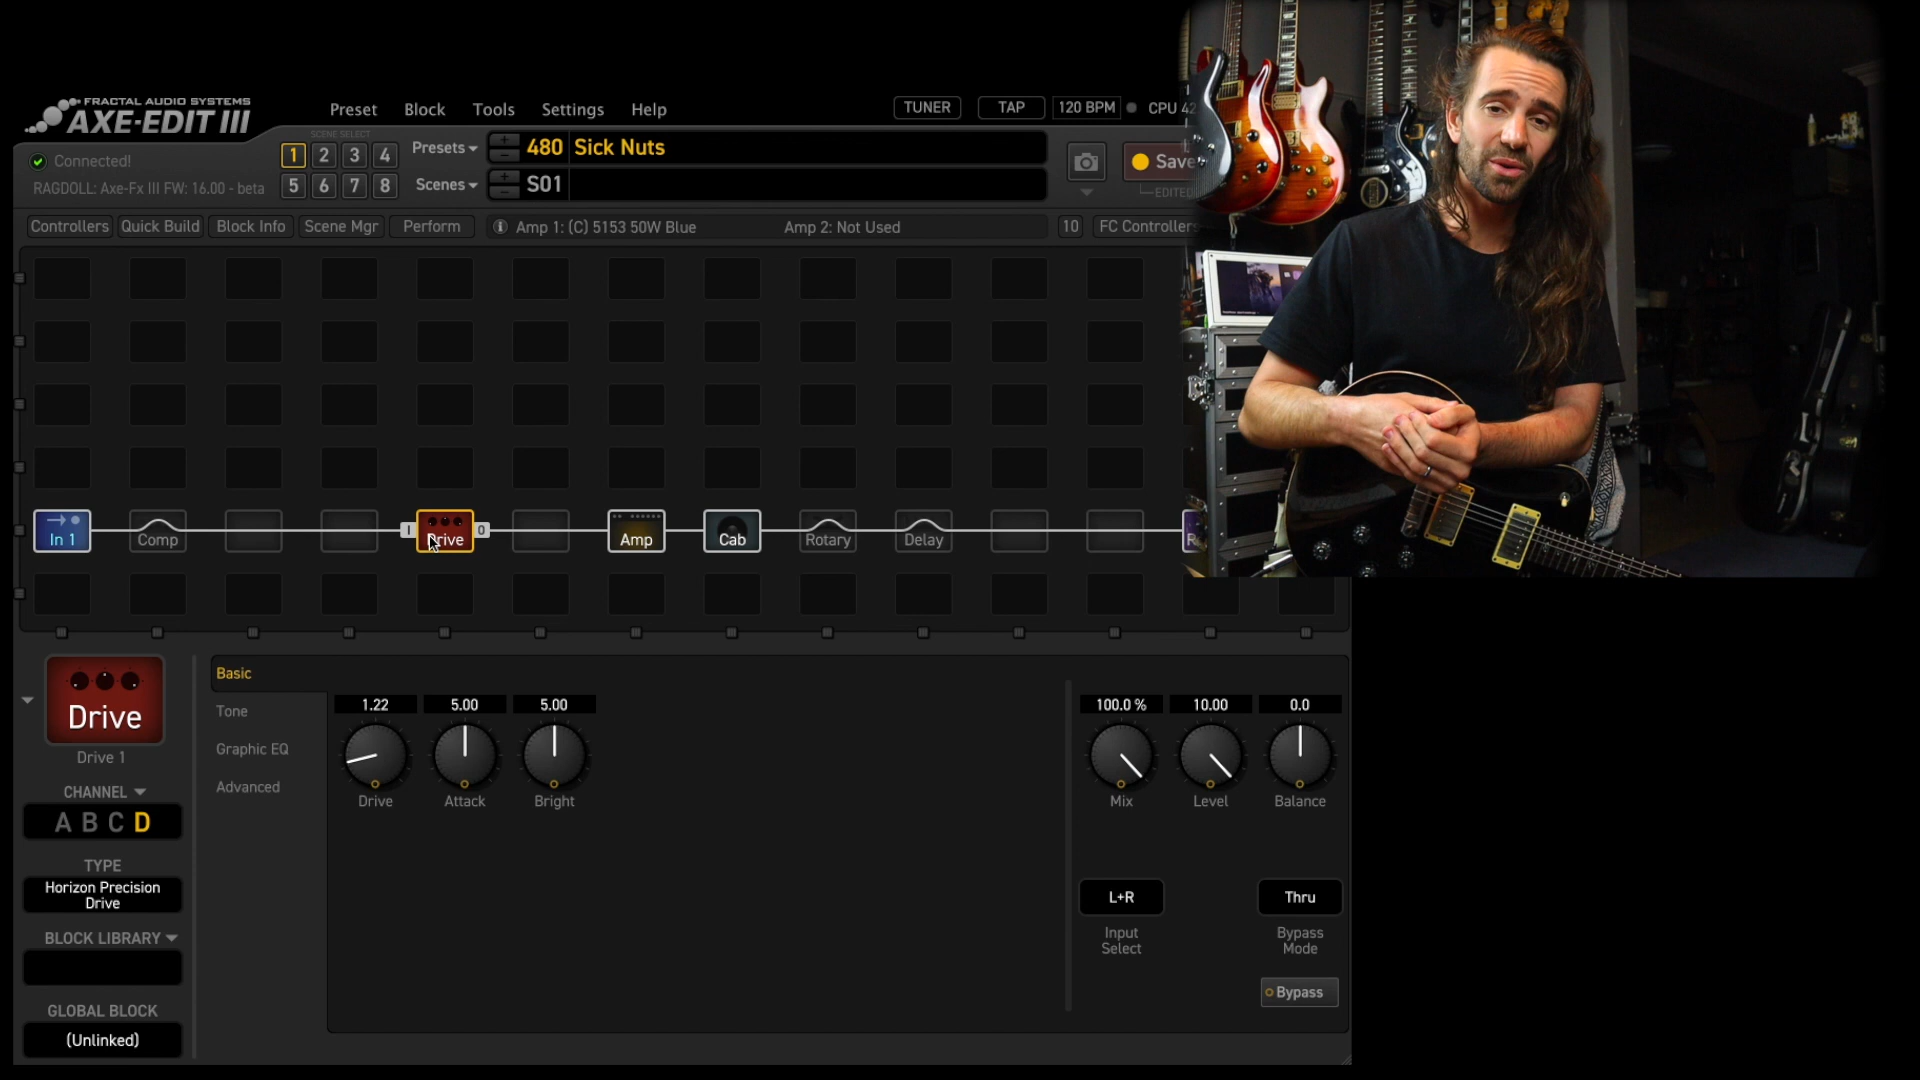 FRACTAL AUDIO SYSTEMS
AXE-EDIT III
Preset Block Tools Settings Help
TUNER TAP 120 BPM CPU 42
Connected!
RAGDOLL: Axe-Fx III FW: 16.00 - beta
SCENE SELECT
1 2 3 4
5 6 7 8
Presets 480 Sick Nuts
Scenes S01
Save
EDITED
Controllers Quick Build Block Info Scene Mgr Perform
Amp 1: (C) 5153 50W Blue Amp 2: Not Used
10 FC Controllers
In 1 Comp I Drive O Amp Cab Rotary Delay
Drive
Drive 1
CHANNEL
A B C D
TYPE
Horizon Precision
Drive
BLOCK LIBRARY
GLOBAL BLOCK
(Unlinked)
Basic
Tone
Graphic EQ
Advanced
1.22 5.00 5.00
Drive Attack Bright
100.0 % 10.00 0.0
Mix Level Balance
L+R Thru
Input
Select
Bypass
Mode
Bypass